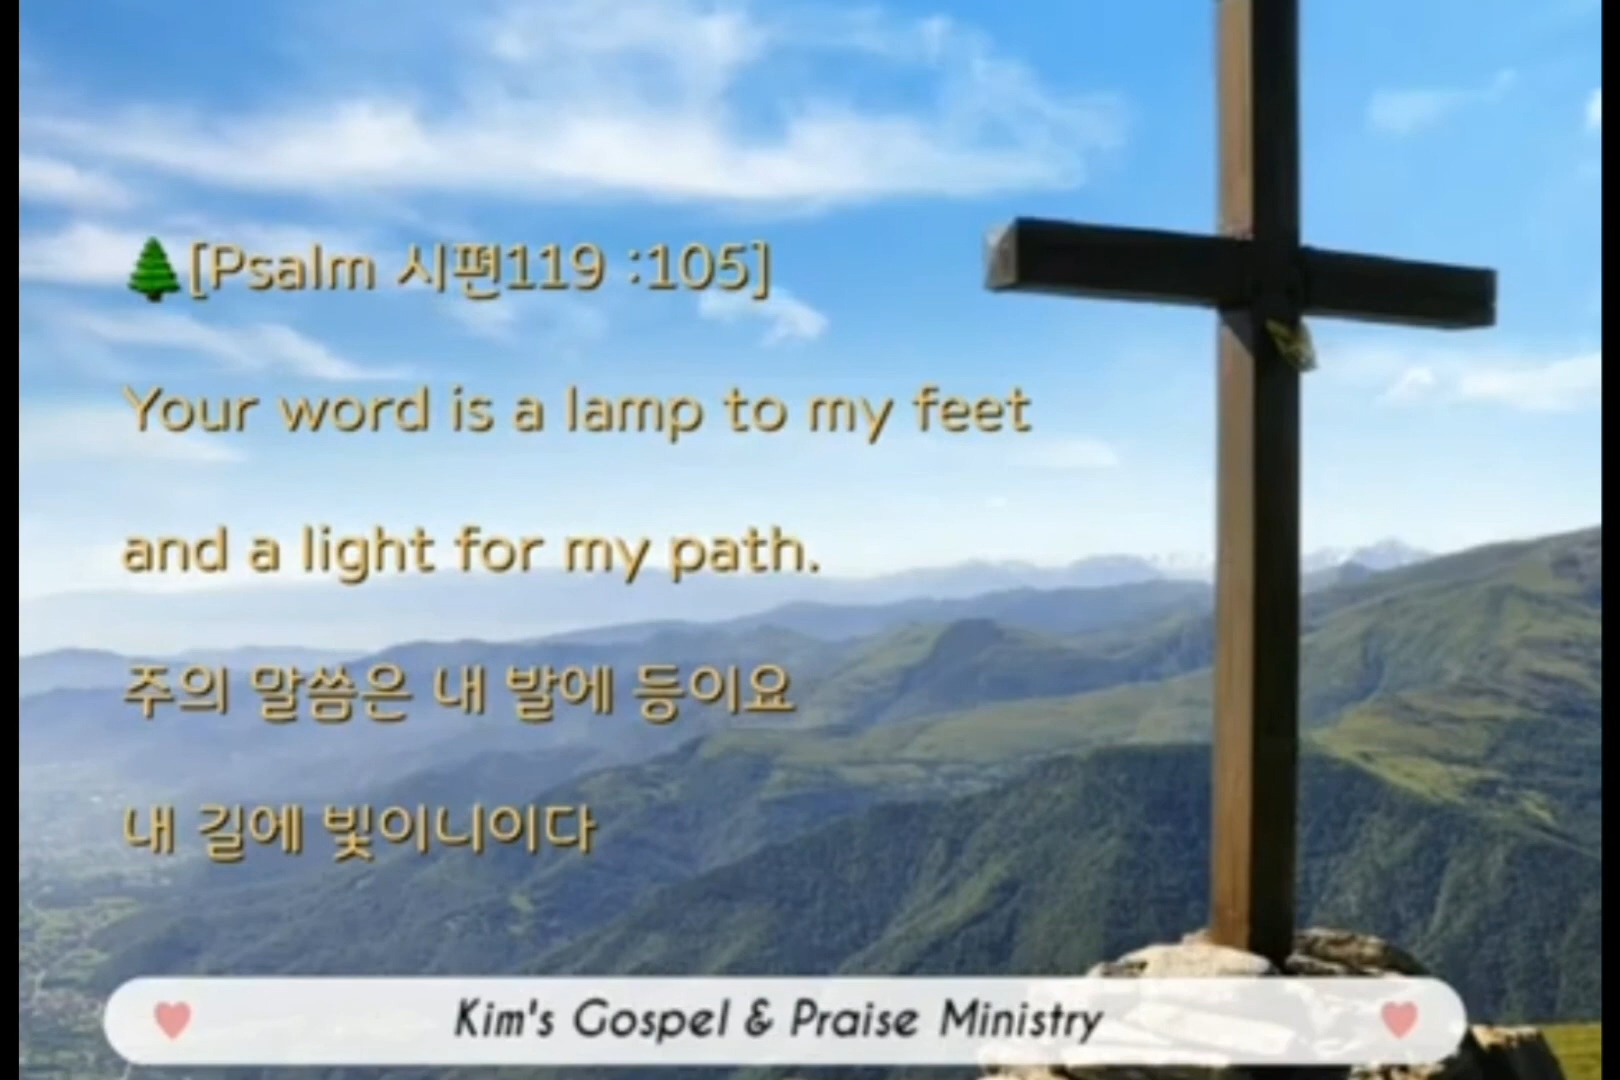 🌲[Psalm 시편119 :105]
Your word is a lamp to my feet
and a light for my path.
주의 말씀은 내 발에 등이요
내 길에 빛이니이다
Kim's Gospel & Praise Ministry